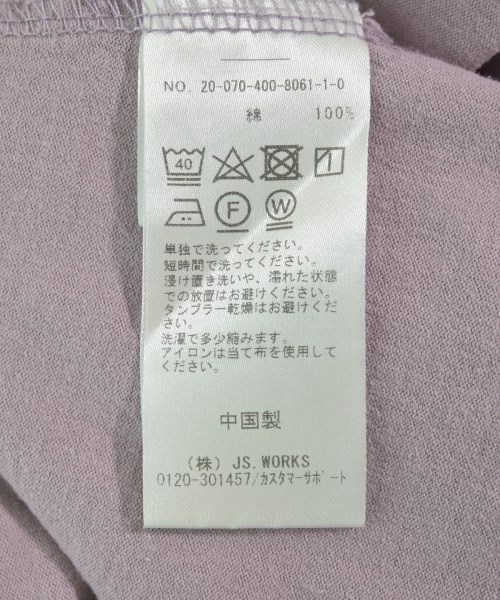 NO. 20-070-400-8061-1-0
綿 100%
40
F W
単独で洗ってください。
短時間で洗ってください。
浸け置き洗いや、濡れた状態
での放置はお避けください。
タンブラー乾燥はお避けくだ
さい。
洗濯で多少縮みます。
アイロンは当て布を使用して
ください。
中国製
(株) JS.WORKS
0120-301457/カスタマーサポート